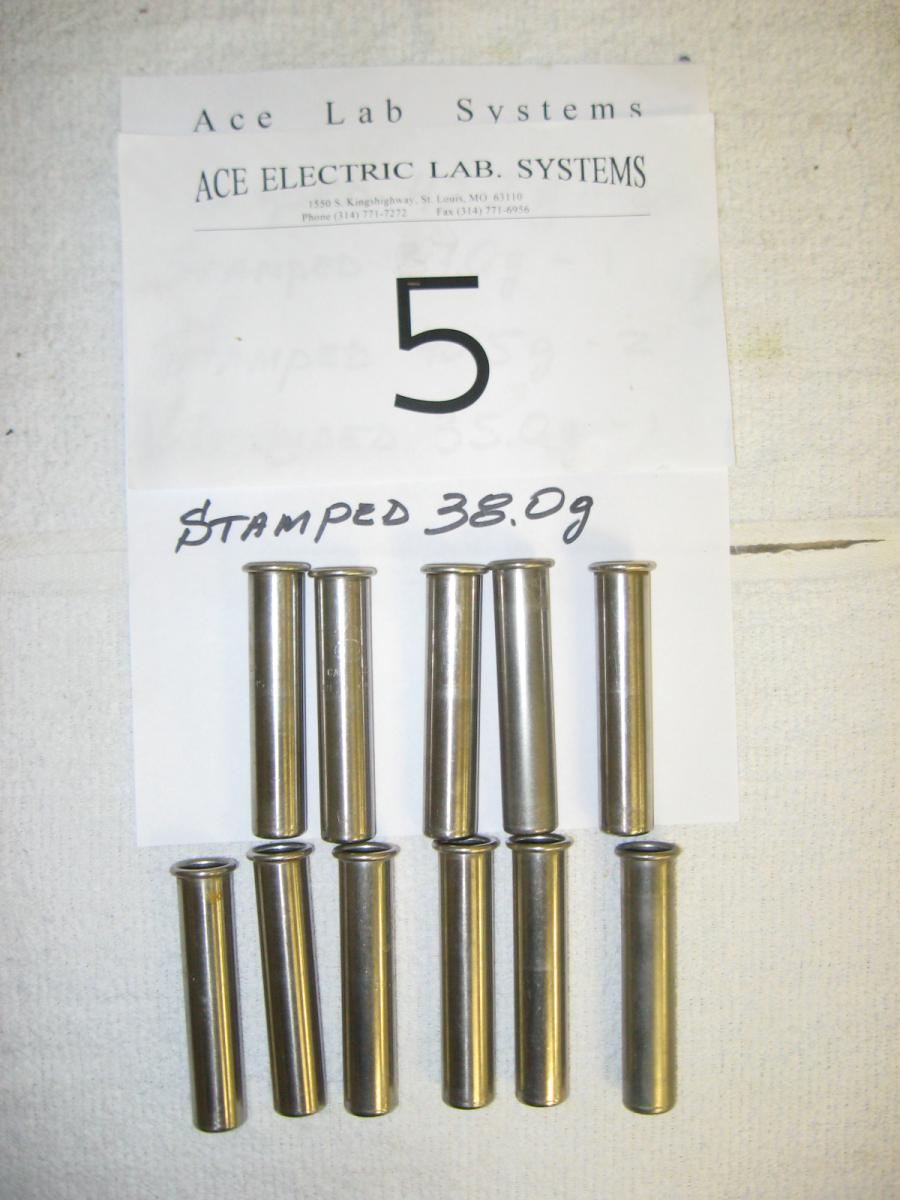 Ace Lab Systems
ACE ELECTRIC LAB. SYSTEMS
1550 S. Kingshighway, St. Louis, MO 63110
Phone (314) 771-7272 Fax (314) 771-6956
STAMPED
5
STAMPED 38.0g